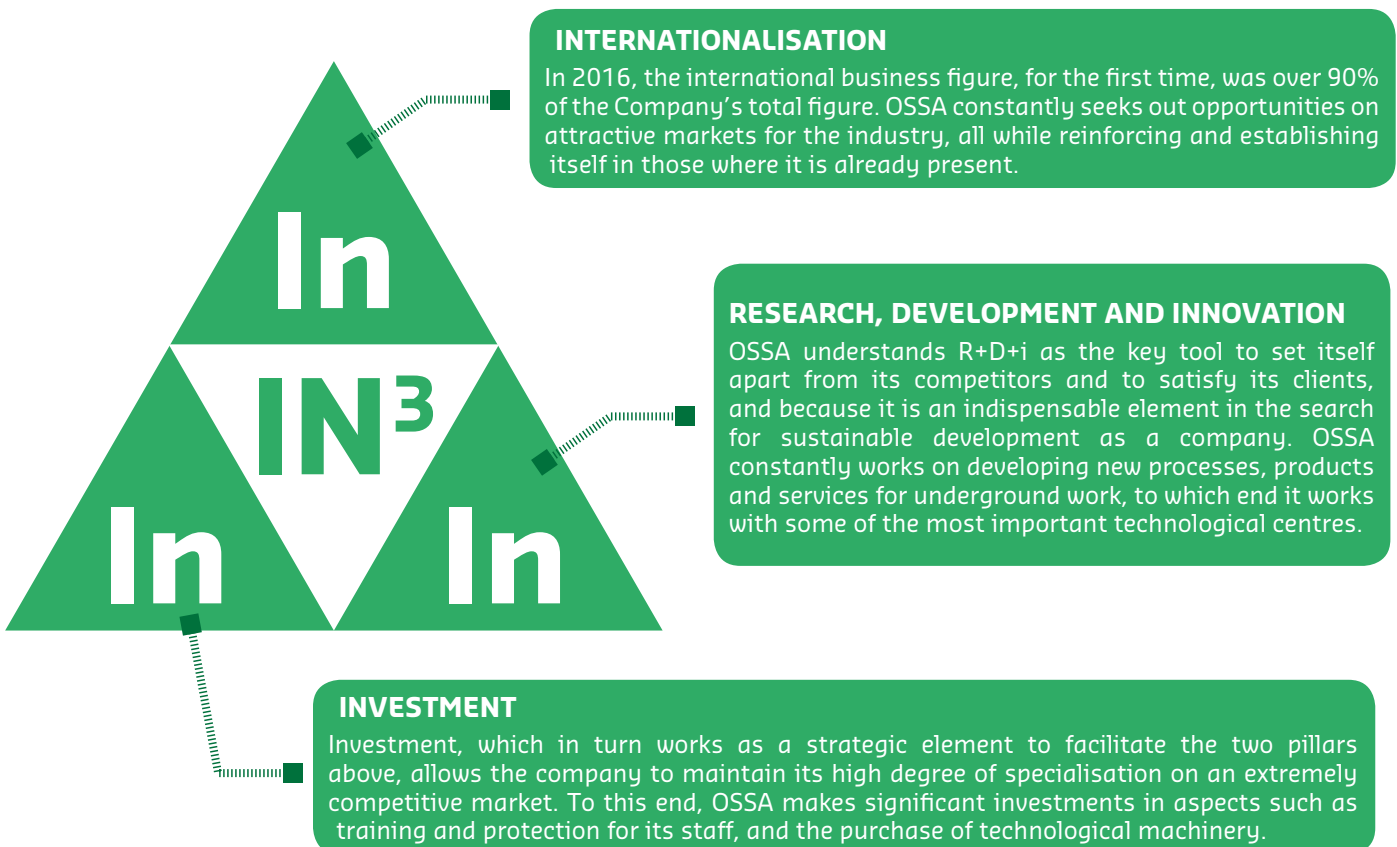 INTERNATIONALISATION
In 2016, the international business figure, for the first time, was over 90%
of the Company's total figure. OSSA constantly seeks out opportunities on
attractive markets for the industry, all while reinforcing and establishing
itself in those where it is already present.
In
RESEARCH, DEVELOPMENT AND INNOVATION
OSSA understands R+D+i as the key tool to set itself
apart from its competitors and to satisfy its clients,
and because it is an indispensable element in the search
for sustainable development as a company. OSSA
constantly works on developing new processes, products
and services for underground work, to which end it works
with some of the most important technological centres.
IN³
In
In
INVESTMENT
Investment, which in turn works as a strategic element to facilitate the two pillars
above, allows the company to maintain its high degree of specialisation on an extremely
competitive market. To this end, OSSA makes significant investments in aspects such as
training and protection for its staff, and the purchase of technological machinery.